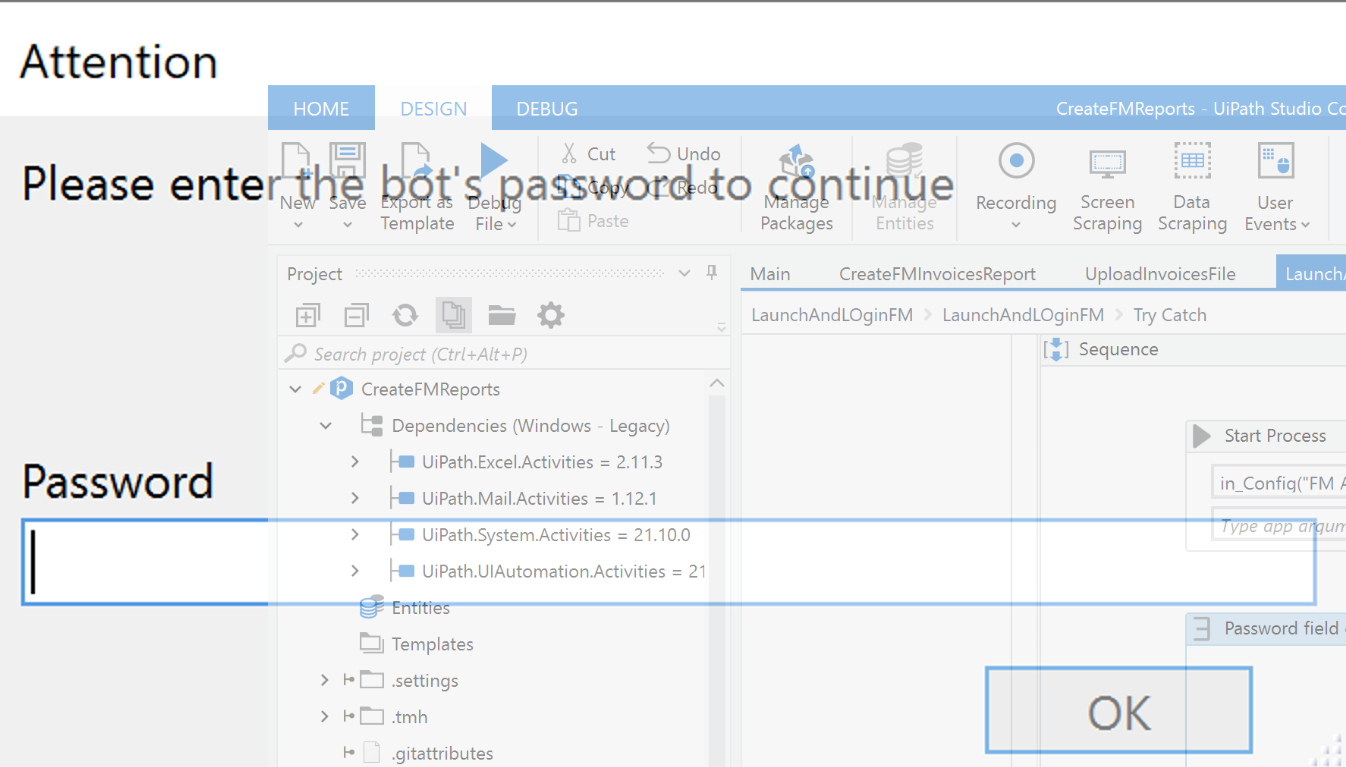 Attention
HOME DESIGN DEBUG CreateFMReports - UiPath Studio Co
Please enter the bot's password to continue
Cut Undo
Copy Redo
Paste
New Save Export as Template Debug File
Manage Packages Manage Entities
Recording Screen Scraping Data Scraping User Events
Project
Main CreateFMInvoicesReport UploadInvoicesFile LaunchA
LaunchAndLOginFM > LaunchAndLOginFM > Try Catch
Search project (Ctrl+Alt+P)
Sequence
CreateFMReports
Dependencies (Windows - Legacy)
Start Process
UiPath.Excel.Activities = 2.11.3
Password
in_Config("FM A
UiPath.Mail.Activities = 1.12.1
Type app argum
UiPath.System.Activities = 21.10.0
UiPath.UIAutomation.Activities = 21
Entities
Password field
Templates
.settings
OK
.tmh
.gitattributes